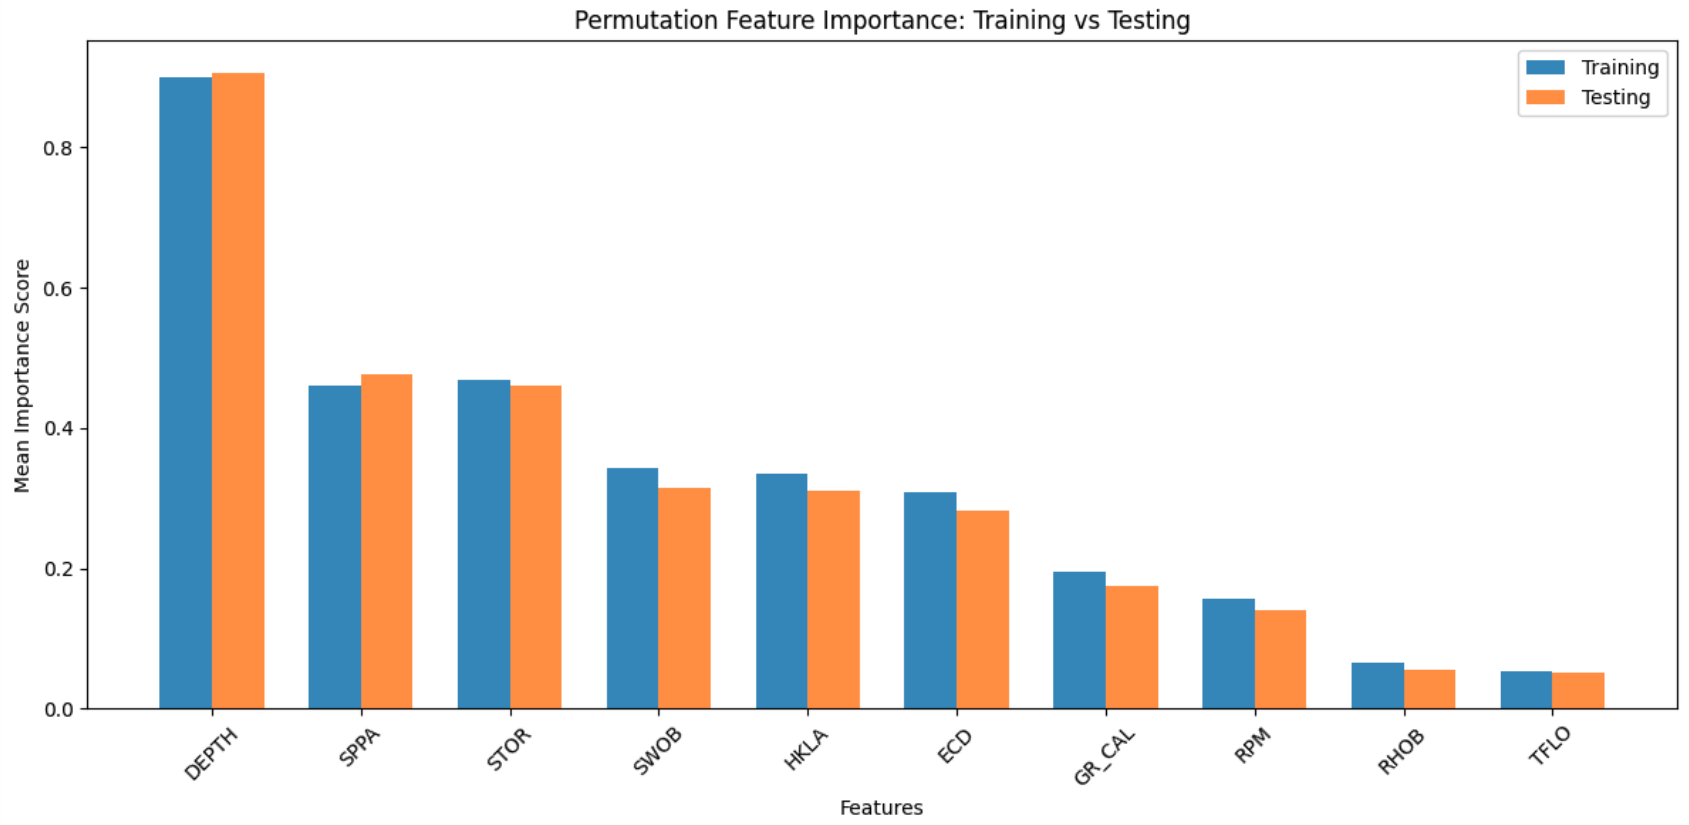 Permutation Feature Importance: Training vs Testing
Training
Testing
Mean Importance Score
0.8
0.6
0.4
0.2
0.0
DEPTH
SPPA
STOR
SWOB
HKLA
ECD
GR_CAL
RPM
RHOB
TFLO
Features